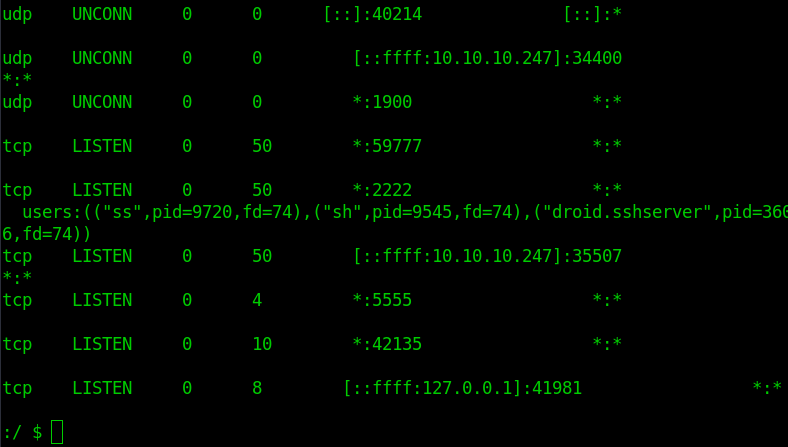 udp    UNCONN     0      0      [::]:40214              [::]:*
udp    UNCONN     0      0         [::ffff:10.10.10.247]:34400
*:*
udp    UNCONN     0      0         *:1900                  *:*
tcp    LISTEN     0      50        *:59777                 *:*
tcp    LISTEN     0      50        *:2222                  *:*
  users:(("ss",pid=9720,fd=74),("sh",pid=9545,fd=74),("droid.sshserver",pid=360
6,fd=74))
tcp    LISTEN     0      50        [::ffff:10.10.10.247]:35507
*:*
tcp    LISTEN     0      4         *:5555                  *:*
tcp    LISTEN     0      10        *:42135                 *:*
tcp    LISTEN     0      8        [::ffff:127.0.0.1]:41981                 *:*
:/ $